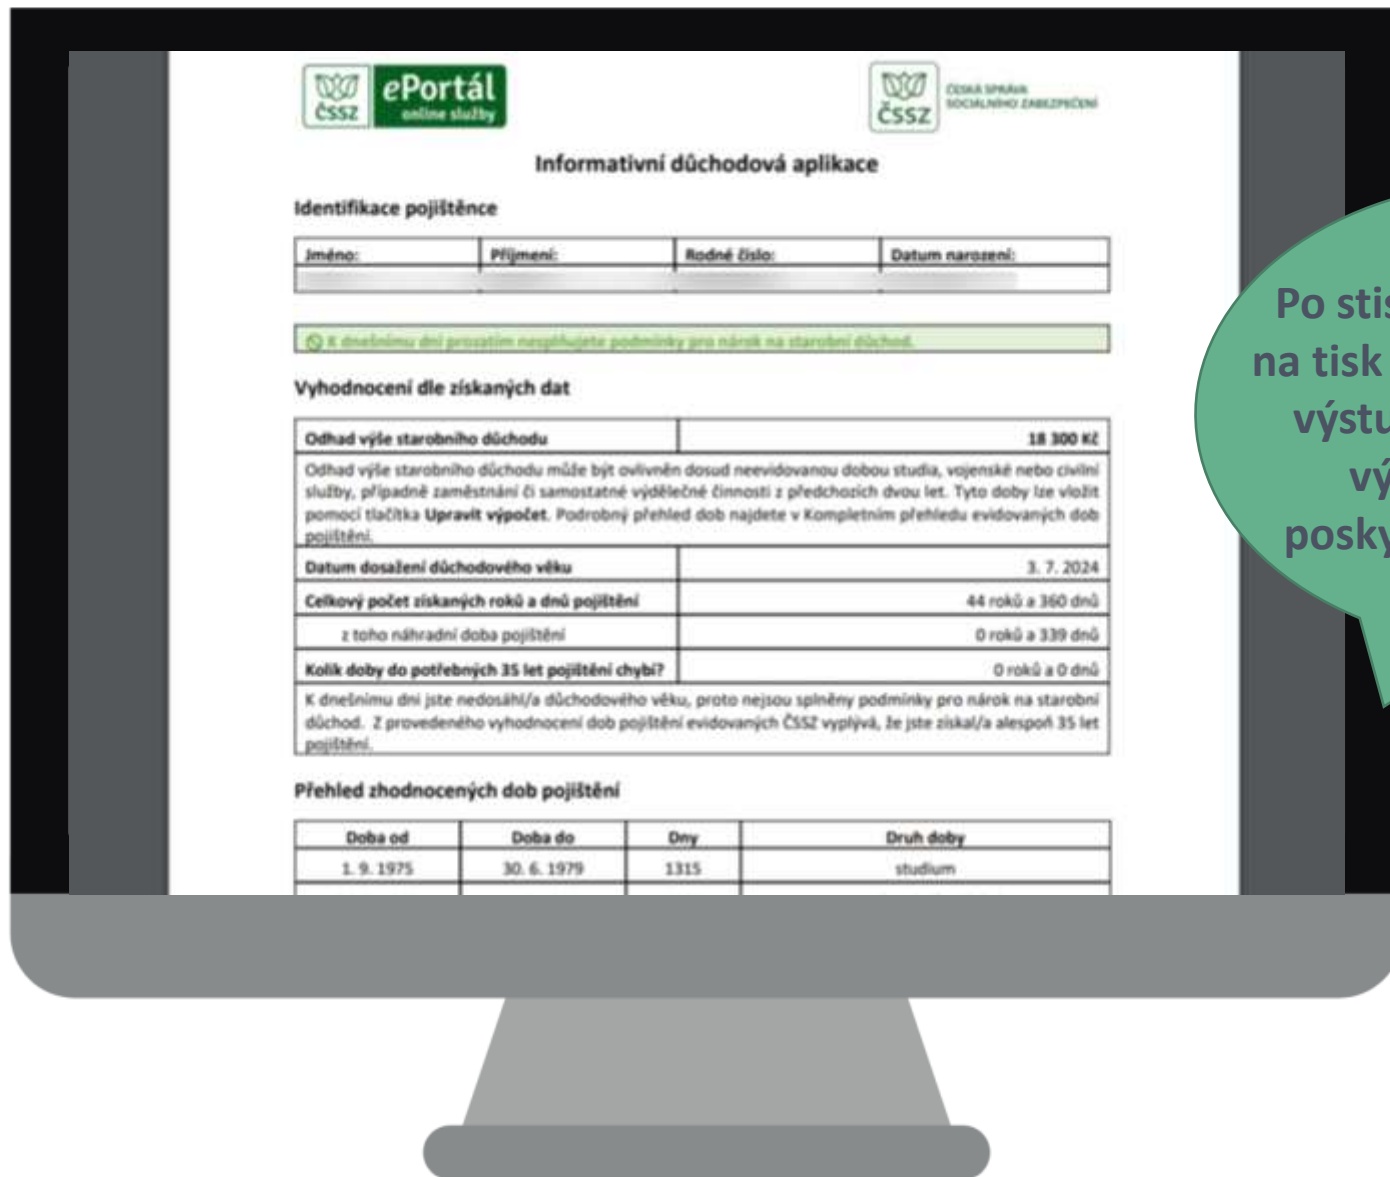 ČSSZ ePortál online služby
ČSSZ ČESKÁ SPRÁVA SOCIÁLNÍHO ZABEZPEČENÍ
Informativní důchodová aplikace
Identifikace pojištěnce
Jméno: Příjmení: Rodné číslo: Datum narození:
K dnešnímu dni prozatím nesplňujete podmínky pro nárok na starobní důchod.
Vyhodnocení dle získaných dat
Odhad výše starobního důchodu 18 300 Kč
Odhad výše starobního důchodu může být ovlivněn dosud neevidovanou dobou studia, vojenské nebo civilní
služby, případně zaměstnání či samostatné výdělečné činnosti z předchozích dvou let. Tyto doby lze vložit
pomocí tlačítka Upravit výpočet. Podrobný přehled dob najdete v Kompletním přehledu evidovaných dob
pojištění.
Datum dosažení důchodového věku 3. 7. 2024
Celkový počet získaných roků a dnů pojištění 44 roků a 360 dnů
z toho náhradní doba pojištění 0 roků a 339 dnů
Kolik doby do potřebných 35 let pojištění chybí? 0 roků a 0 dnů
K dnešnímu dni jste nedosáhl/a důchodového věku, proto nejsou splněny podmínky pro nárok na starobní
důchod. Z provedeného vyhodnocení dob pojištění evidovaných ČSSZ vyplývá, že jste získal/a alespoň 35 let
pojištění.
Přehled zhodnocených dob pojištění
Doba od Doba do Dny Druh doby
1. 9. 1975 30. 6. 1979 1315 studium
Po
na tisk